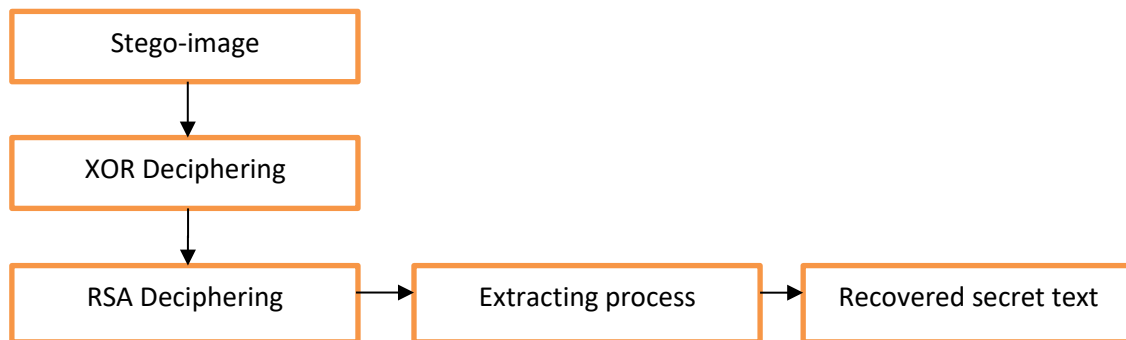 Stego-image
XOR Deciphering
RSA Deciphering
Extracting process
Recovered secret text